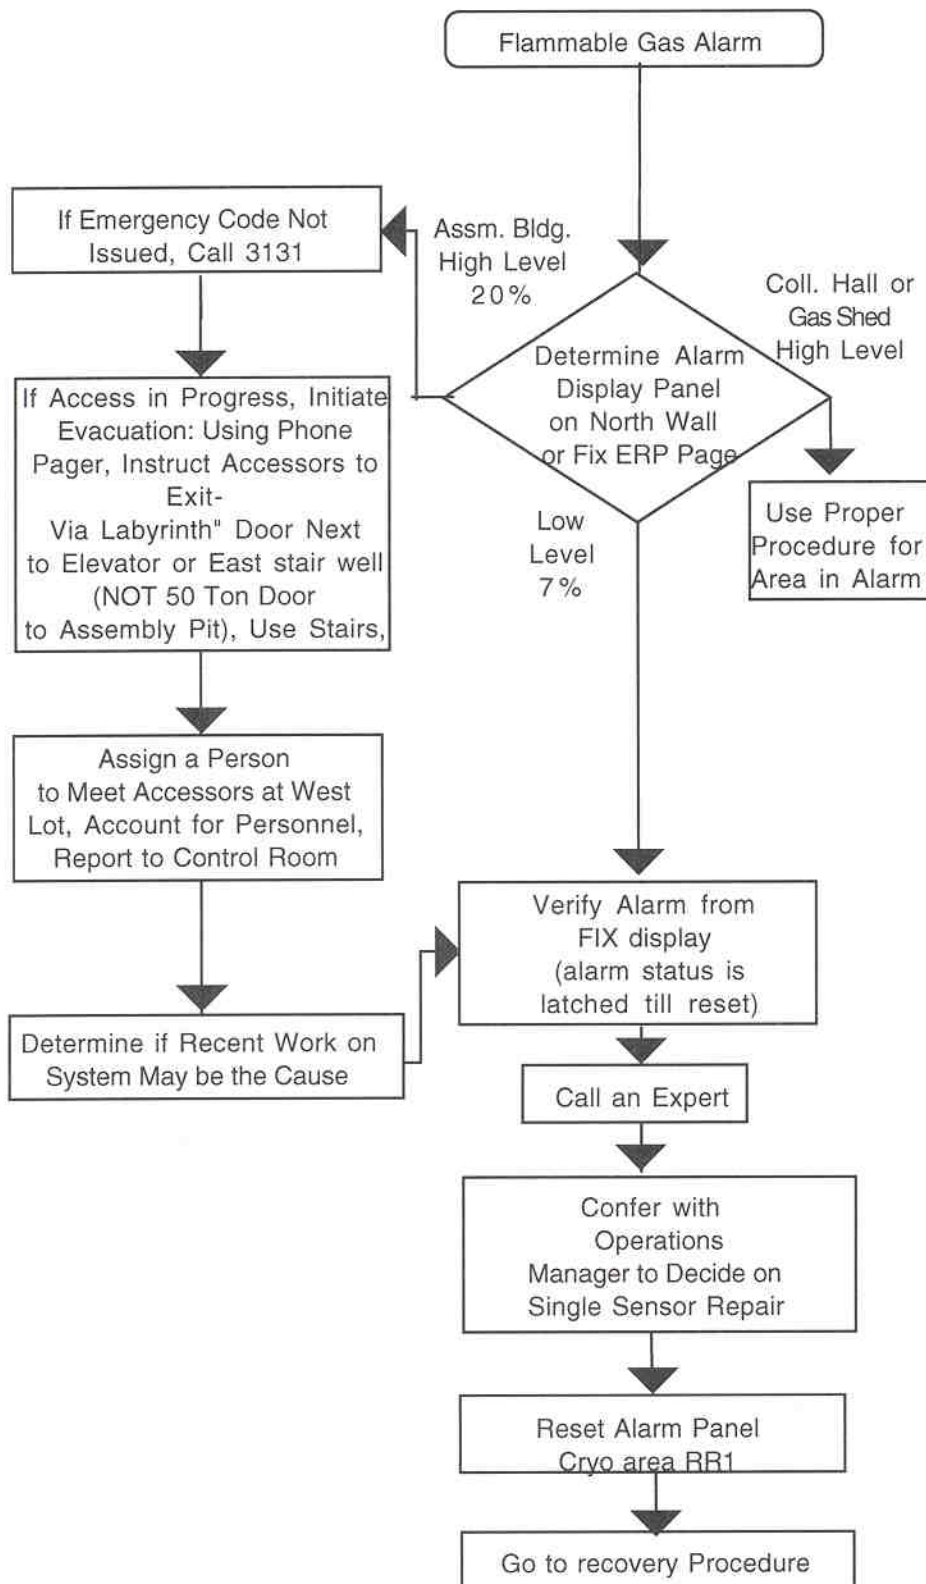 Flammable Gas Alarm
If Emergency Code Not
Issued, Call 3131
Assm. Bldg.
High Level
20%
Coll. Hall or
Gas Shed
High Level
Determine Alarm
Display Panel
on North Wall
or Fix ERP Page
If Access in Progress, Initiate
Evacuation: Using Phone
Pager, Instruct Accessors to
Exit-
Via Labyrinth" Door Next
to Elevator or East stair well
(NOT 50 Ton Door
to Assembly Pit), Use Stairs,
Use Proper
Procedure for
Area in Alarm
Low
Level
7%
Assign a Person
to Meet Accessors at West
Lot, Account for Personnel,
Report to Control Room
Verify Alarm from
FIX display
(alarm status is
latched till reset)
Determine if Recent Work on
System May be the Cause
Call an Expert
Confer with
Operations
Manager to Decide on
Single Sensor Repair
Reset Alarm Panel
Cryo area RR1
Go to recovery Procedure